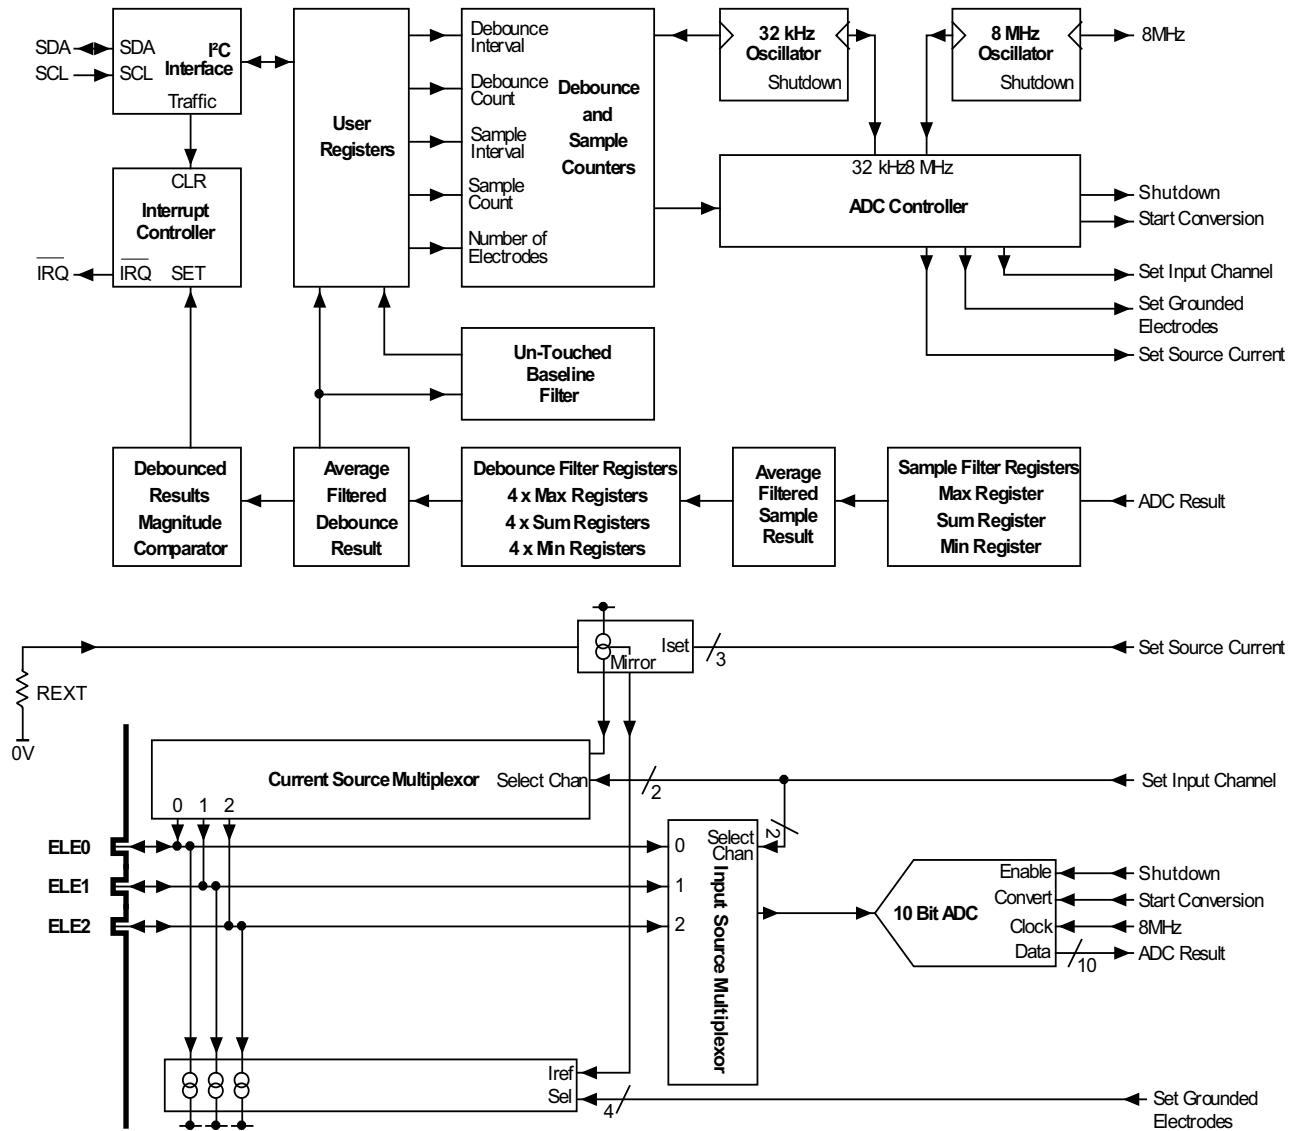 SDA
SDA
SCL
SCL
I²C
Interface
Traffic
CLR
Interrupt
Controller
IRQ
IRQ
SET
User
Registers
Debounce
Interval
Debounce
Count
Sample
Interval
Sample
Count
Number of
Electrodes
Debounce
and
Sample
Counters
32 kHz
Oscillator
Shutdown
8 MHz
Oscillator
Shutdown
8MHz
32 kHz
8 MHz
ADC Controller
Shutdown
Start Conversion
Set Input Channel
Set Grounded
Electrodes
Set Source Current
Un-Touched
Baseline
Filter
Debounced
Results
Magnitude
Comparator
Average
Filtered
Debounce
Result
Debounce Filter Registers
4 x Max Registers
4 x Sum Registers
4 x Min Registers
Average
Filtered
Sample
Result
Sample Filter Registers
Max Register
Sum Register
Min Register
ADC Result
REXT
0V
Iset
Mirror
3
Set Source Current
Current Source Multiplexor
Select Chan
2
Set Input Channel
0 1 2
ELE0
ELE1
ELE2
0
1
2
Select
Chan
2
Input Source Multiplexor
10 Bit ADC
Enable
Convert
Clock
Data
10
Shutdown
Start Conversion
8MHz
ADC Result
Iref
Sel
4
Set Grounded
Electrodes